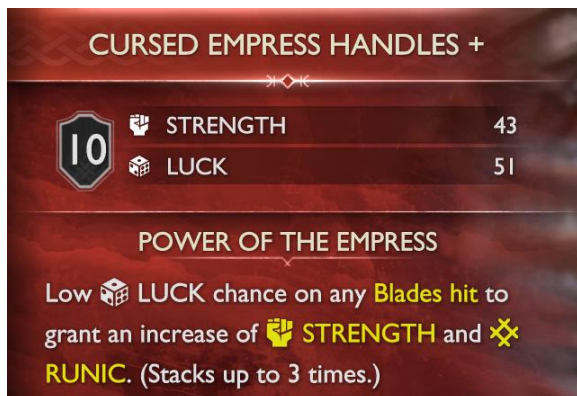 CURSED EMPRESS HANDLES +
10
STRENGTH 43
LUCK 51
POWER OF THE EMPRESS
Low LUCK chance on any Blades hit to
grant an increase of STRENGTH and
RUNIC. (Stacks up to 3 times.)